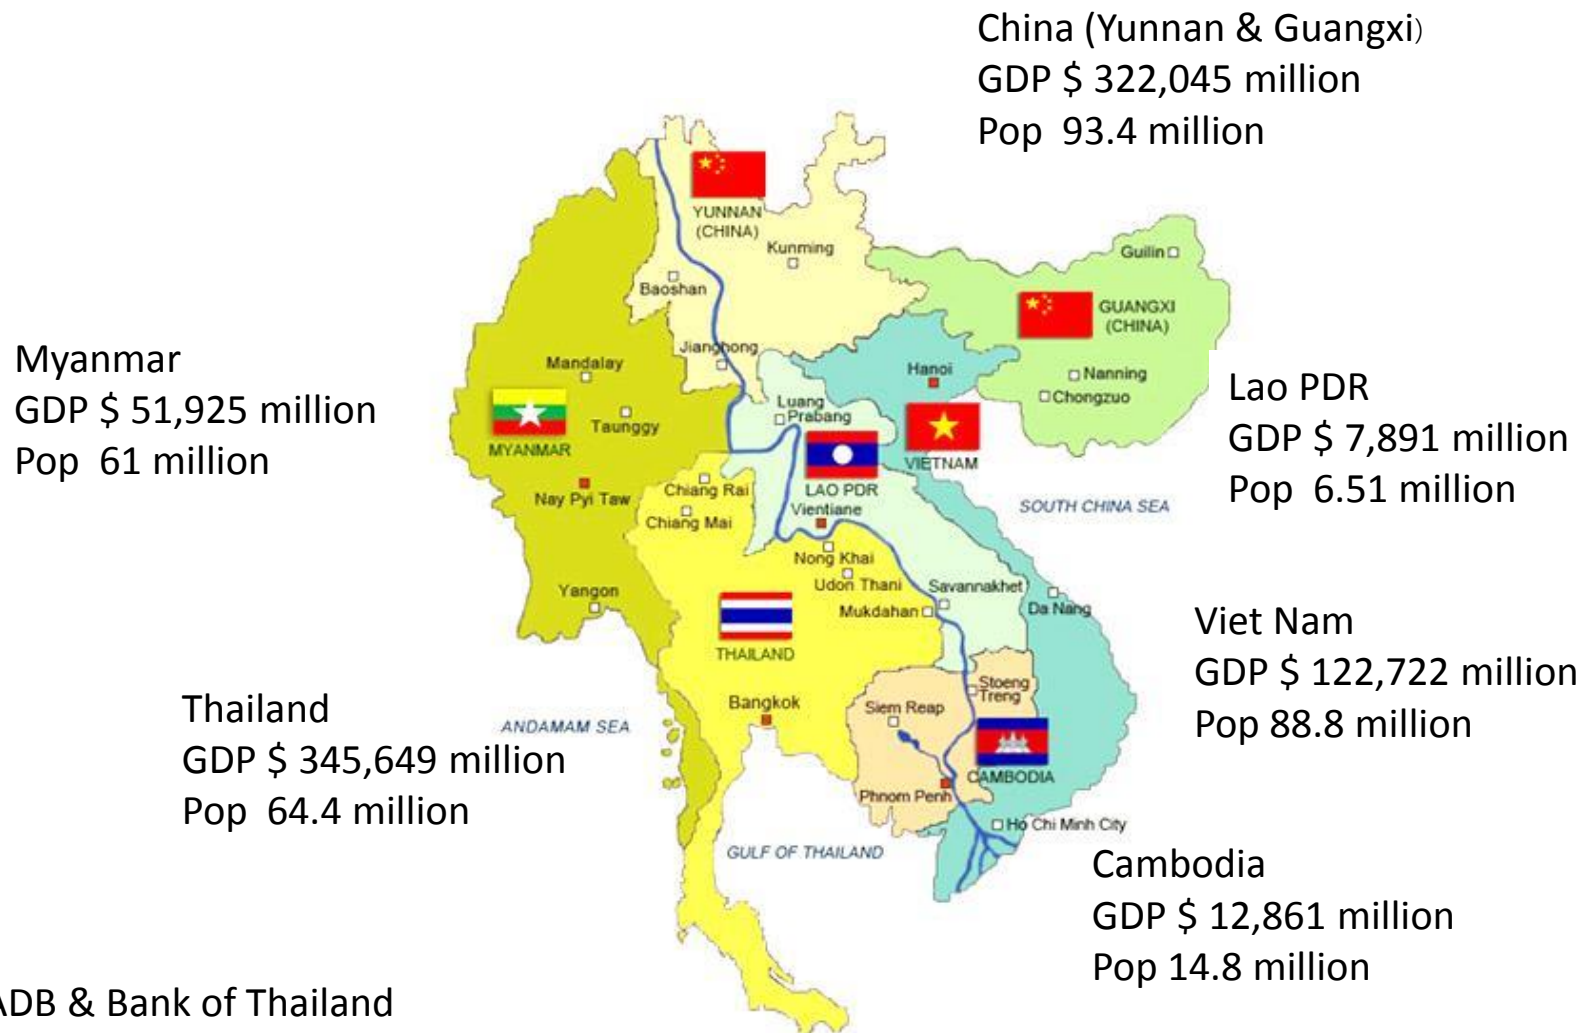 China (Yunnan & Guangxi)
GDP $ 322,045 million
Pop 93.4 million
YUNNAN
(CHINA)
Kunming
Baoshan
Jianghong
Guilin
GUANGXI
(CHINA)
Nanning
Chongzuo
Myanmar
GDP $ 51,925 million
Pop 61 million
Mandalay
Taunggy
MYANMAR
Nay Pyi Taw
Yangon
Hanoi
VIETNAM
Luang
Prabang
LAO PDR
Vientiane
Lao PDR
GDP $ 7,891 million
Pop 6.51 million
SOUTH CHINA SEA
Chiang Rai
Chiang Mai
Nong Khai
Udon Thani
Mukdahan
Savannakhet
Da Nang
THAILAND
Bangkok
Viet Nam
GDP $ 122,722 million
Pop 88.8 million
Thailand
GDP $ 345,649 million
Pop 64.4 million
ANDAMAM SEA
Stoeng
Treng
Siem Reap
CAMBODIA
Phnom Penh
Ho Chi Minh City
GULF OF THAILAND
Cambodia
GDP $ 12,861 million
Pop 14.8 million
ADB & Bank of Thailand